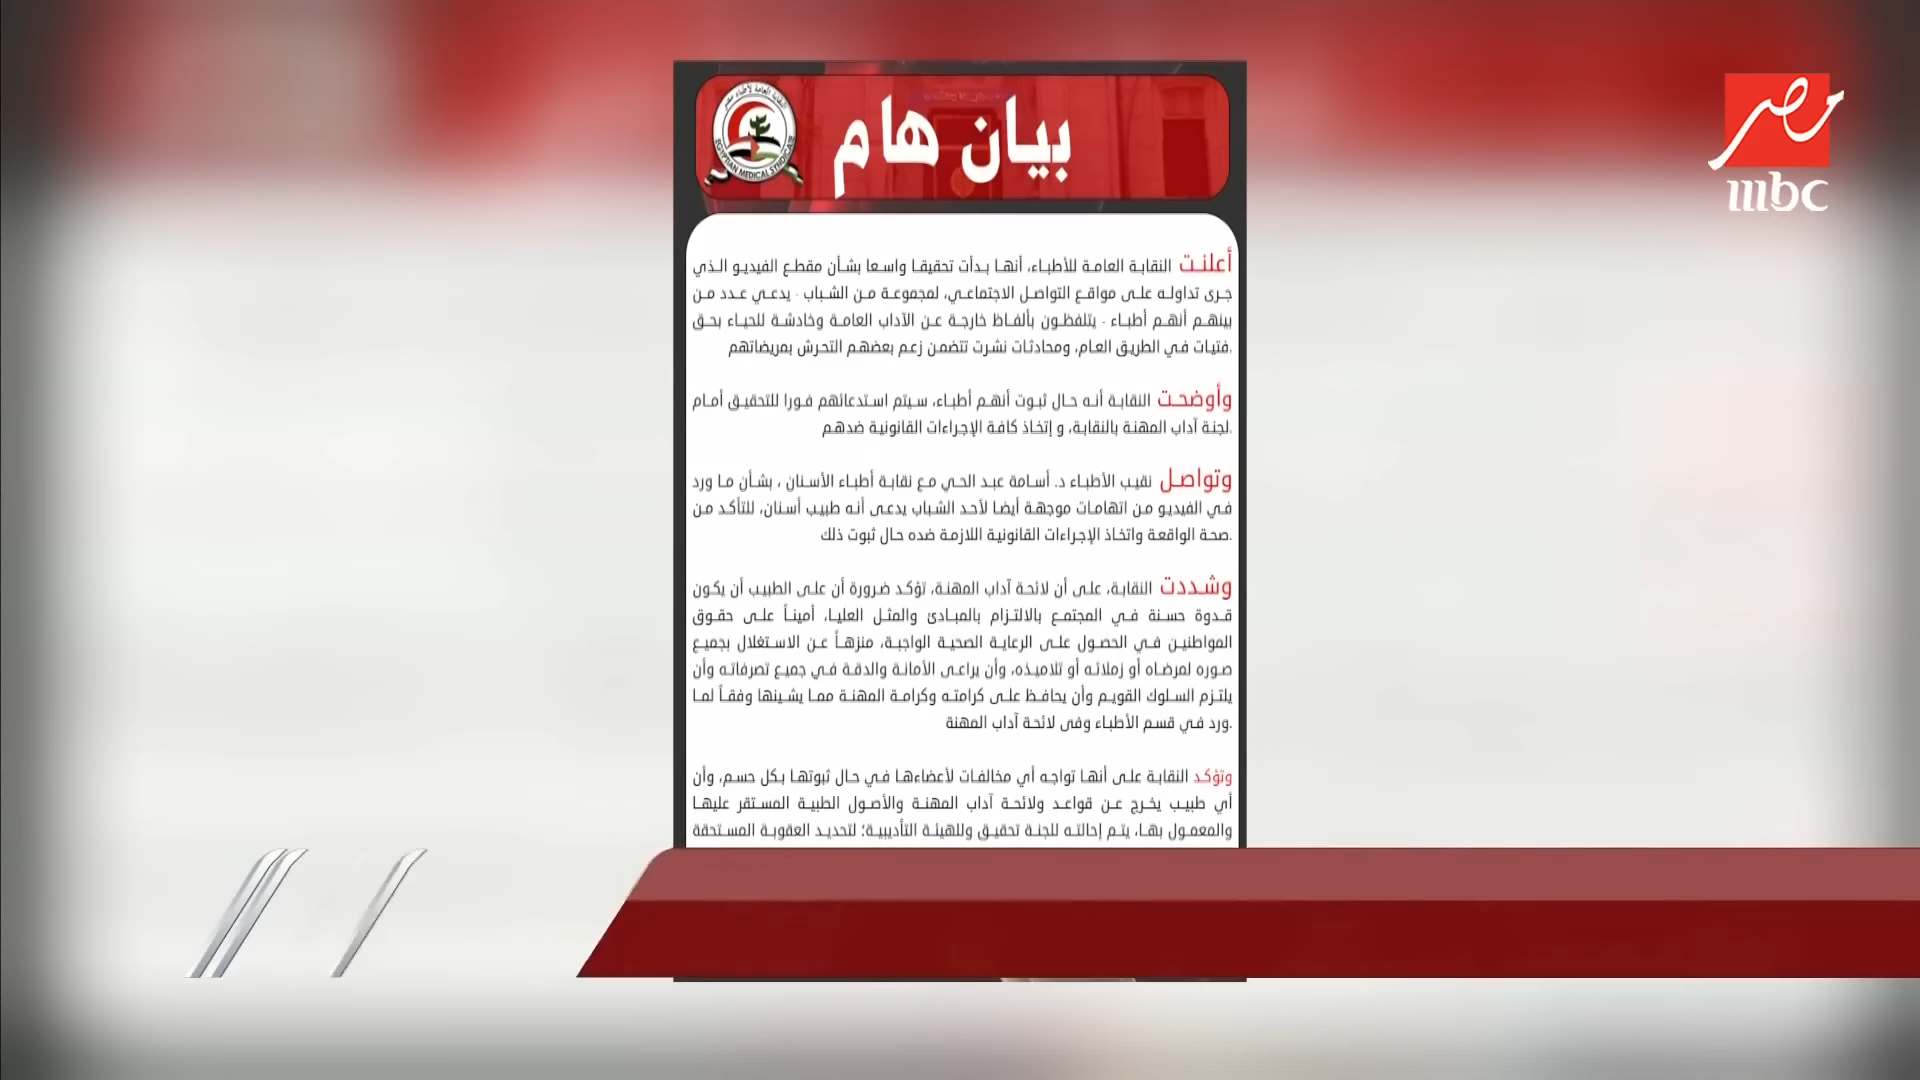 بيان هام
النقابة العامة لأطباء مصر
EGYPTIAN MEDICAL SYNDICATE
مصر
mbc
أعلنت النقابة العامة للأطباء، أنها بدأت تحقيقا واسعا بشأن مقطع الفيديو الذي
جرى تداوله على مواقع التواصل الاجتماعي، لمجموعة من الشباب - يدعي عدد من
بينهم أنهم أطباء - يتلفظون بألفاظ خارجة عن الآداب العامة وخادشة للحياء بحق
.فتيات في الطريق العام، ومحادثات نشرت تتضمن زعم بعضهم التحرش بمريضاتهم
وأوضحت النقابة أنه حال ثبوت أنهم أطباء، سيتم استدعائهم فورا للتحقيق أمام
.لجنة آداب المهنة بالنقابة، و إتخاذ كافة الإجراءات القانونية ضدهم
وتواصل نقيب الأطباء د. أسامة عبد الحي مع نقابة أطباء الأسنان ، بشأن ما ورد
في الفيديو من اتهامات موجهة أيضا لأحد الشباب يدعى أنه طبيب أسنان، للتأكد من
.صحة الواقعة واتخاذ الإجراءات القانونية اللازمة ضده حال ثبوت ذلك
وشددت النقابة، على أن لائحة آداب المهنة، تؤكد ضرورة أن على الطبيب أن يكون
قدوة حسنة في المجتمع بالالتزام بالمبادئ والمثل العليا، أميناً على حقوق
المواطنين في الحصول على الرعاية الصحية الواجبة، منزهاً عن الاستغلال بجميع
صوره لمرضاه أو زملائه أو تلاميذه، وأن يراعى الأمانة والدقة في جميع تصرفاته وأن
يلتزم السلوك القويم وأن يحافظ على كرامته وكرامة المهنة مما يشينها وفقاً لما
.ورد في قسم الأطباء وفى لائحة آداب المهنة
وتؤكد النقابة على أنها تواجه أي مخالفات لأعضاءها في حال ثبوتها بكل حسم، وأن
أي طبيب يخرج عن قواعد ولائحة آداب المهنة والأصول الطبية المستقر عليها
والمعمول بها، يتم إحالته للجنة تحقيق وللهيئة التأديبية؛ لتحديد العقوبة المستحقة